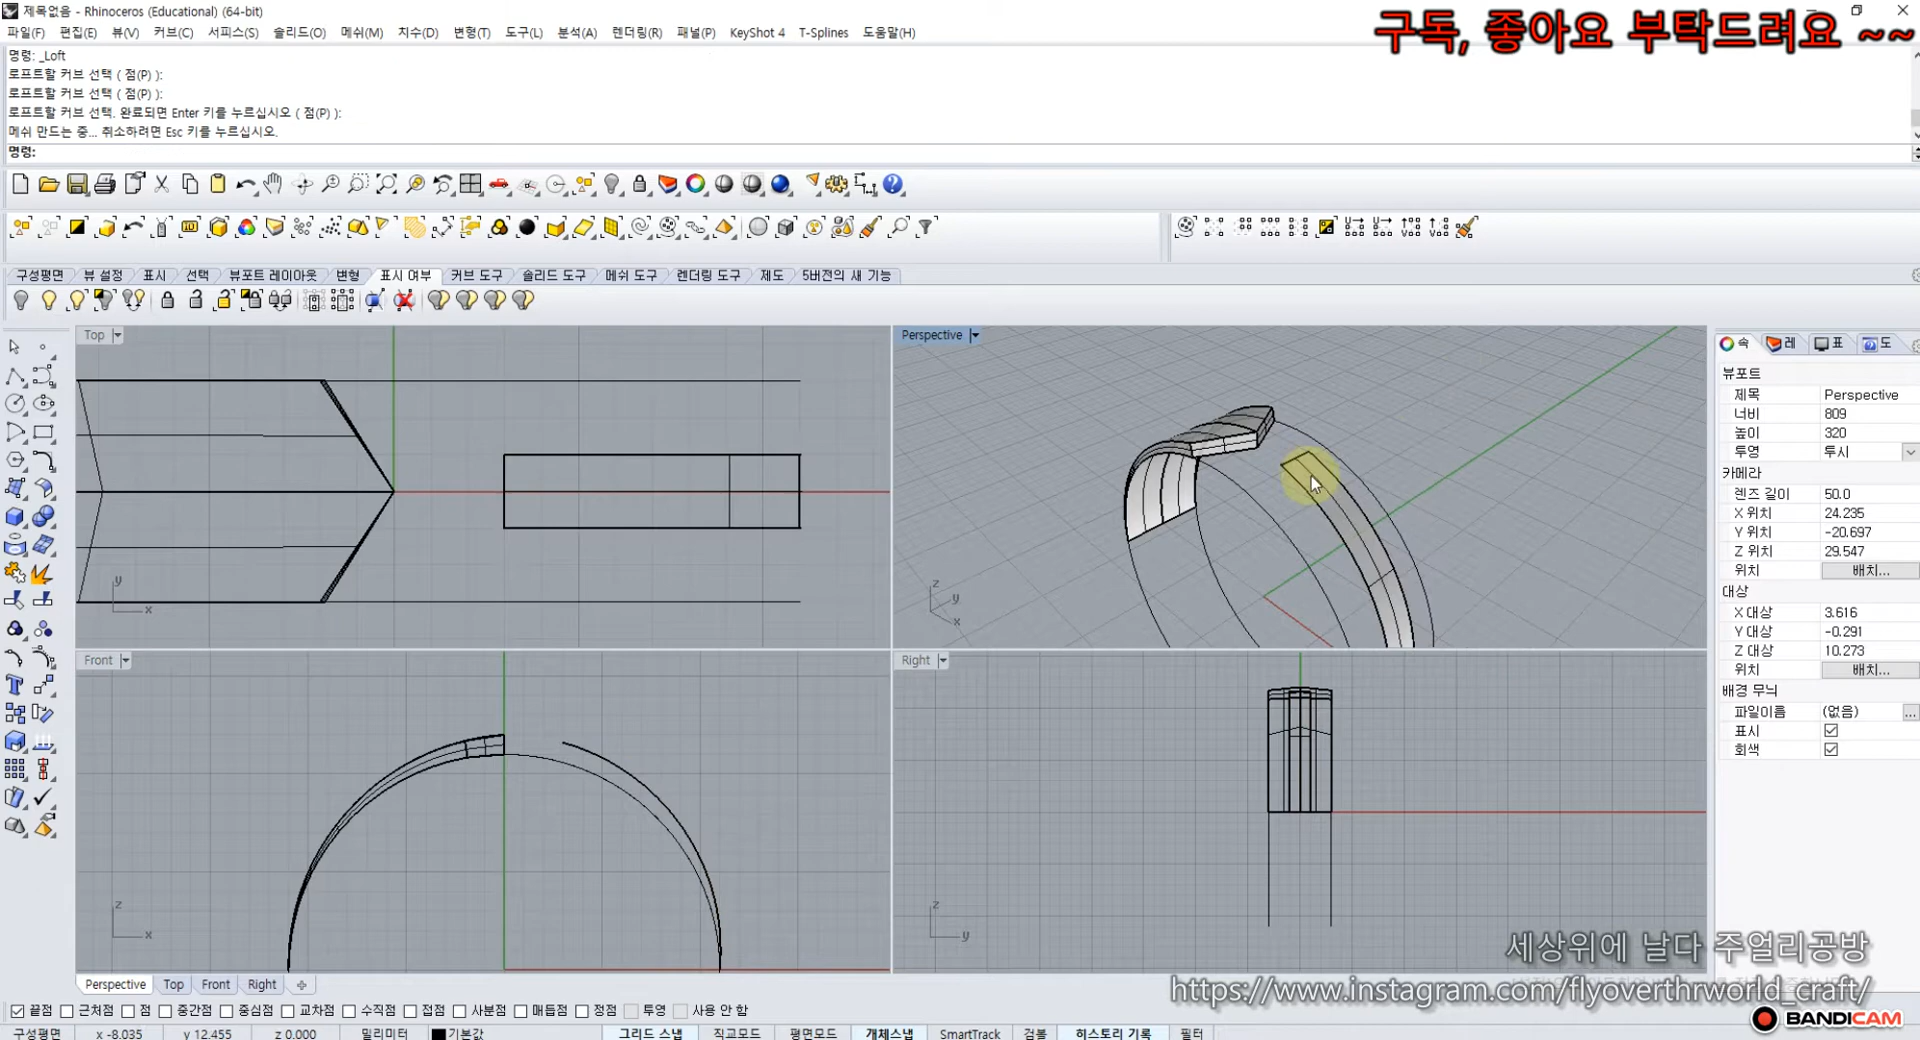 제목없음 - Rhinoceros (Educational) (64-bit)
구독, 좋아요 부탁드려요 ~~
파일(F) 편집(E) 뷰(V) 커브(C) 서피스(S) 솔리드(O) 메쉬(M) 치수(D) 변형(T) 도구(L) 분석(A) 렌더링(R) 패널(P) KeyShot 4 T-Splines 도움말(H)
명령: _Loft
로프트할 커브 선택 ( 점(P) ):
로프트할 커브 선택 ( 점(P) ):
로프트할 커브 선택. 완료되면 Enter 키를 누르십시오 ( 점(P) ):
메쉬 만드는 중... 취소하려면 Esc 키를 누르십시오.
명령:
구성평면 뷰 설정 표시 선택 뷰포트 레이아웃 변형 표시 여부 커브 도구 솔리드 도구 메쉬 도구 렌더링 도구 제도 5버전의 새 기능
Top
Perspective
속 레 표 도
뷰포트
제목 Perspective
너비 809
높이 320
투영 투시
카메라
렌즈 길이 50.0
X 위치 24.235
Y 위치 -20.697
Z 위치 29.547
위치 배치...
대상
X 대상 3.616
Y 대상 -0.291
Z 대상 10.273
위치 배치...
배경 무늬
파일이름 (없음) ...
표시
회색
y
x
z
y
x
Front
Right
z
x
z
y
세상위에 날다 주얼리공방
https://www.instagram.com/flyoverthrworld_craft/
BANDICAM
Perspective Top Front Right
끝점 근처점 점 중간점 중심점 교차점 수직점 접점 사분점 매듭점 정점 투영 사용 안 함
구성평면 x -8.035 y 12.455 z 0.000 밀리미터 기본값 그리드 스냅 직교모드 평면모드 개체스냅 SmartTrack 검볼 히스토리 기록 필터